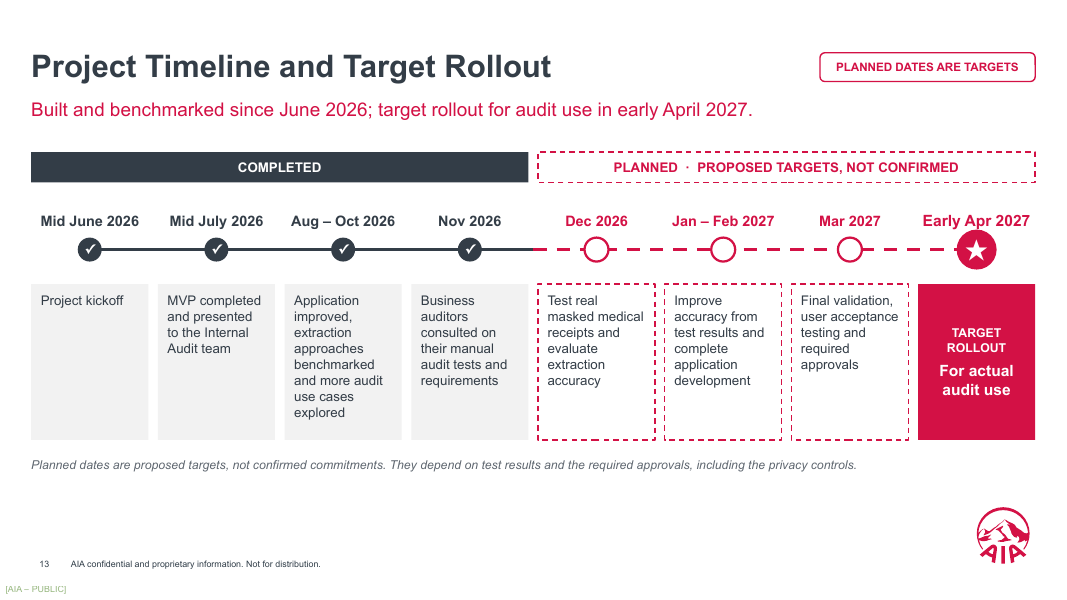 Project Timeline and Target Rollout
PLANNED DATES ARE TARGETS
Built and benchmarked since June 2026; target rollout for audit use in early April 2027.
COMPLETED
PLANNED · PROPOSED TARGETS, NOT CONFIRMED
Mid June 2026
Mid July 2026
Aug – Oct 2026
Nov 2026
Dec 2026
Jan – Feb 2027
Mar 2027
Early Apr 2027
Project kickoff
MVP completed
and presented
to the Internal
Audit team
Application
improved,
extraction
approaches
benchmarked
and more audit
use cases
explored
Business
auditors
consulted on
their manual
audit tests and
requirements
Test real
masked medical
receipts and
evaluate
extraction
accuracy
Improve
accuracy from
test results and
complete
application
development
Final validation,
user acceptance
testing and
required
approvals
TARGET
ROLLOUT
For actual
audit use
Planned dates are proposed targets, not confirmed commitments. They depend on test results and the required approvals, including the privacy controls.
AIA
13
AIA confidential and proprietary information. Not for distribution.
[AIA – PUBLIC]